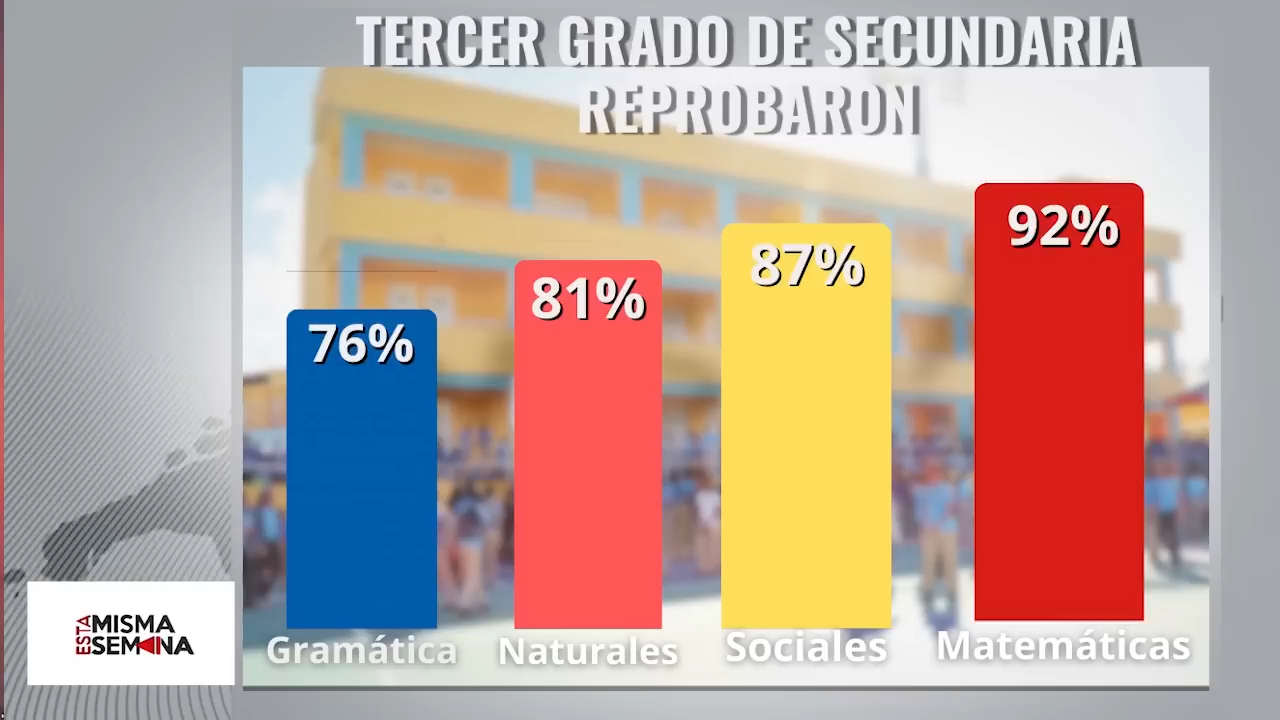 TERCER GRADO DE SECUNDARIA
REPROBARON
76%
81%
87%
92%
Gramática
Naturales
Sociales
Matemáticas
ESTA
MISMA
SEMANA